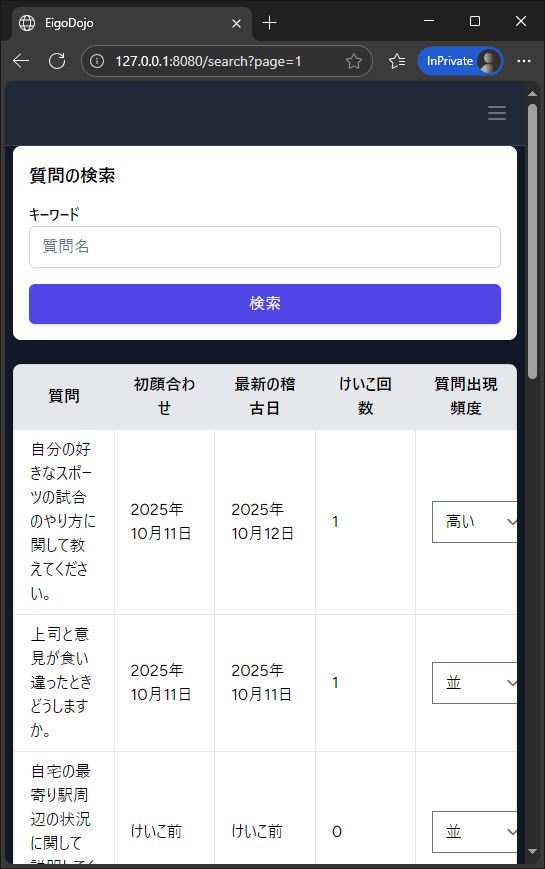 EigoDojo
127.0.0.1:8080/search?page=1
InPrivate
質問の検索
キーワード
質問名
検索
質問
初顔合わ
せ
最新の稽
古日
けいこ回
数
質問出現
頻度
自分の好
きなスポー
ツの試合
のやり方に
関して教
えてくださ
い。
2025年
10月11日
2025年
10月12日
1
高い
上司と意
見が食い
違ったとき
どうします
か。
2025年
10月11日
2025年
10月11日
1
並
自宅の最
寄り駅周
辺の状況
に関して
説明してく
けいこ前
けいこ前
0
並